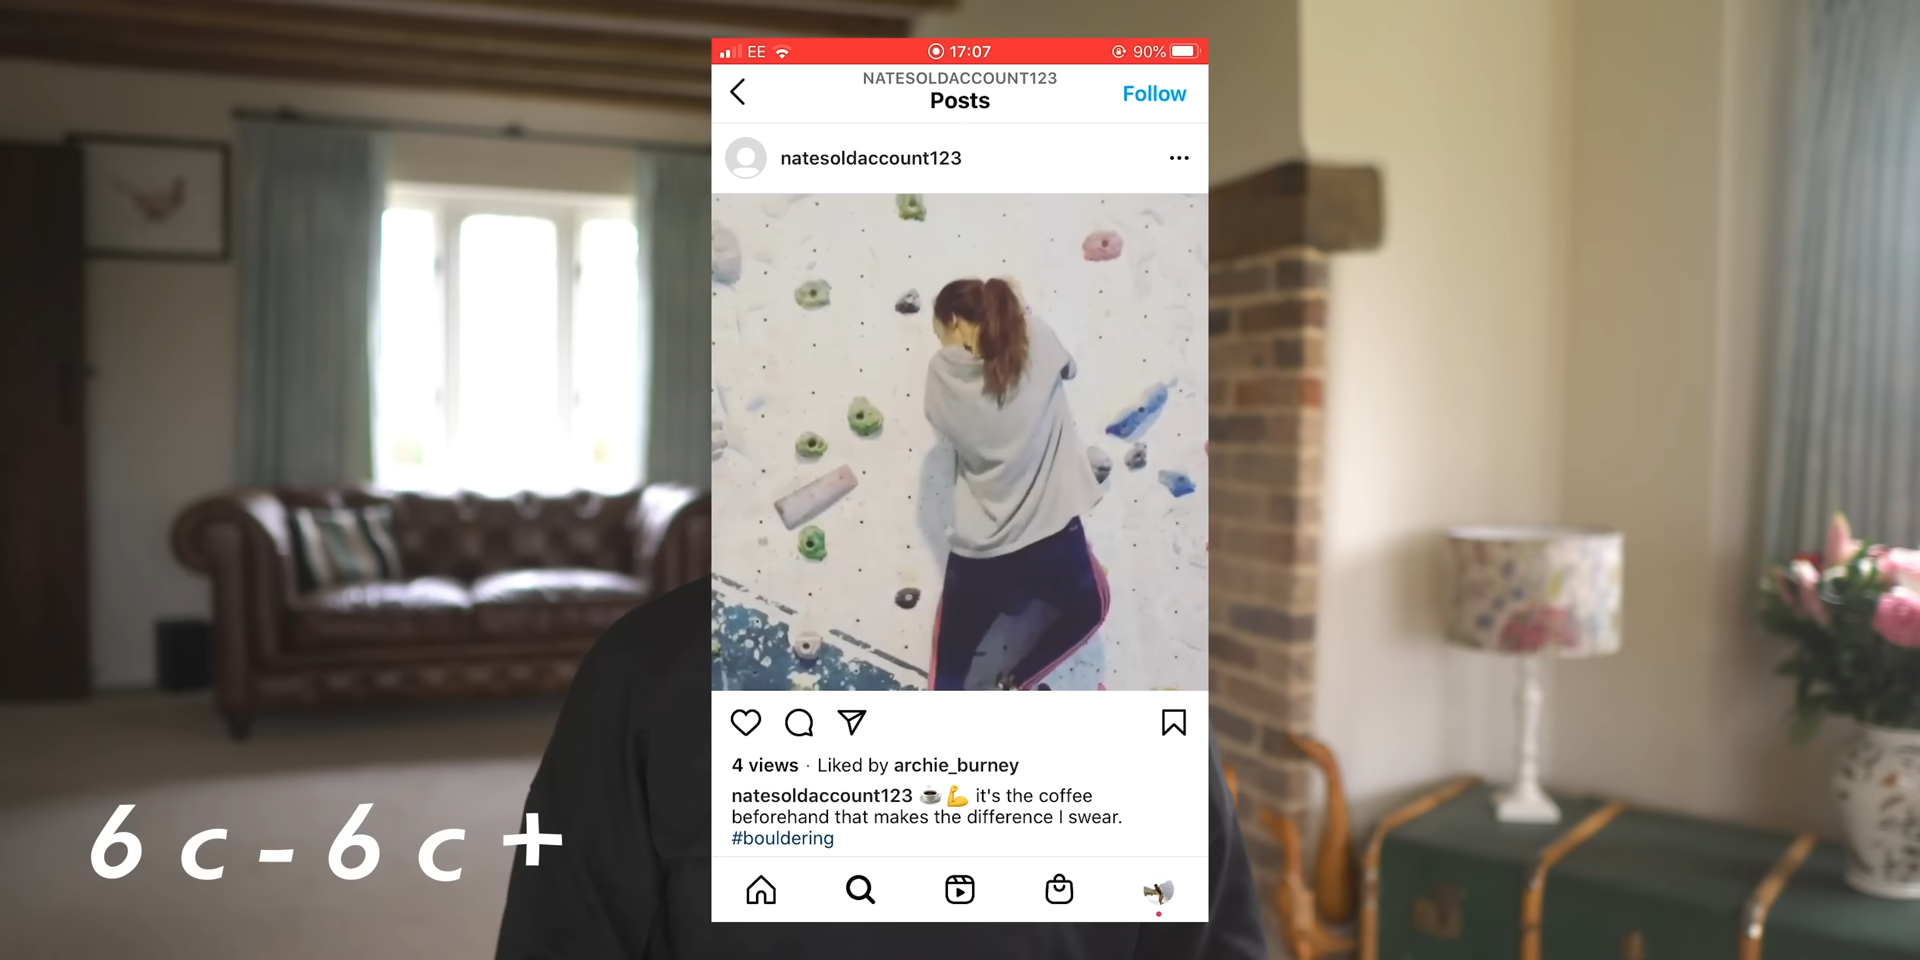 EE 17:07 90%
NATESOLDACCOUNT123
Posts
Follow
natesoldaccount123
4 views · Liked by archie_burney
natesoldaccount123 ☕💪 it's the coffee
beforehand that makes the difference I swear.
#bouldering
6c-6c+